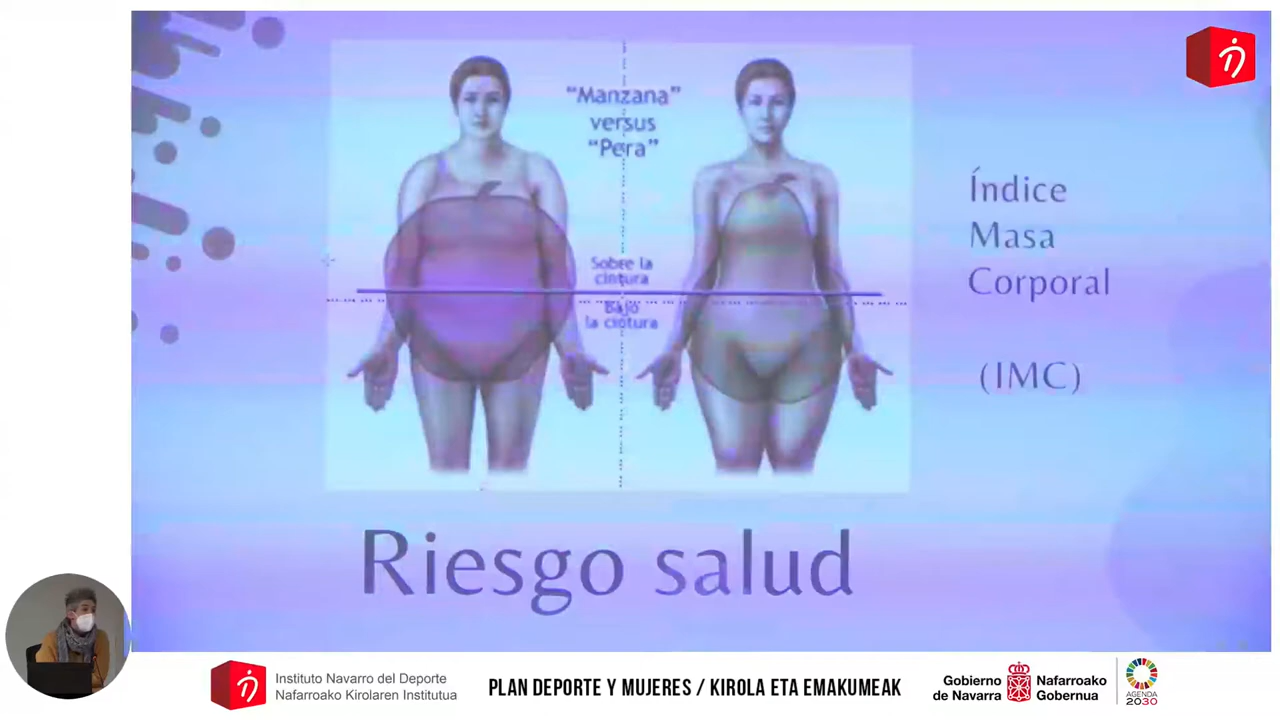 “Manzana”
versus
“Pera”
Sobre la
cintura
Bajo
la cintura
Índice
Masa
Corporal
(IMC)
Riesgo salud
Instituto Navarro del Deporte
Nafarroako Kirolaren Institutua
PLAN DEPORTE Y MUJERES / KIROLA ETA EMAKUMEAK
Gobierno
de Navarra
Nafarroako
Gobernua
AGENDA
2030